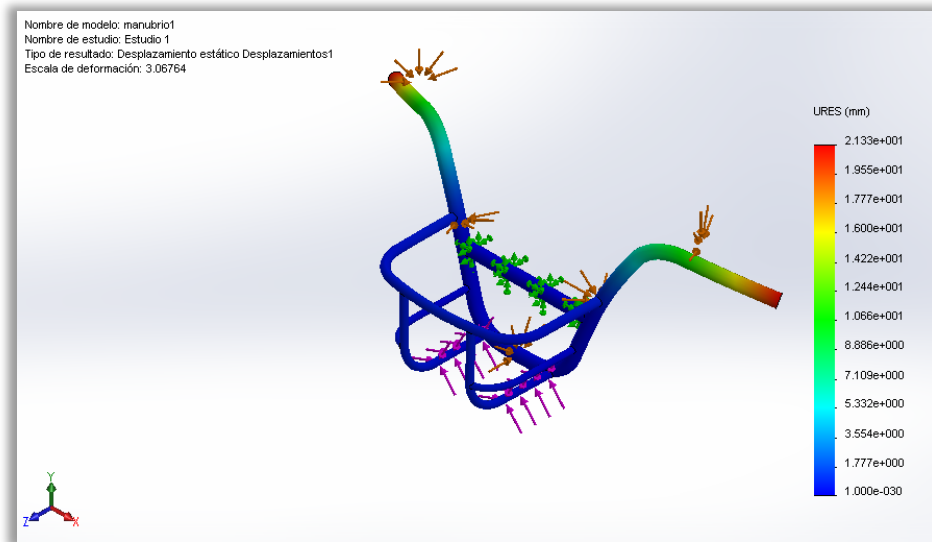 Nombre de modelo: manubrio1
Nombre de estudio: Estudio 1
Tipo de resultado: Desplazamiento estático Desplazamientos1
Escala de deformación: 3.06764
URES (mm)
2.133e+001
1.955e+001
1.777e+001
1.600e+001
1.422e+001
1.244e+001
1.066e+001
8.886e+000
7.109e+000
5.332e+000
3.554e+000
1.777e+000
1.000e-030
Y
Z
X